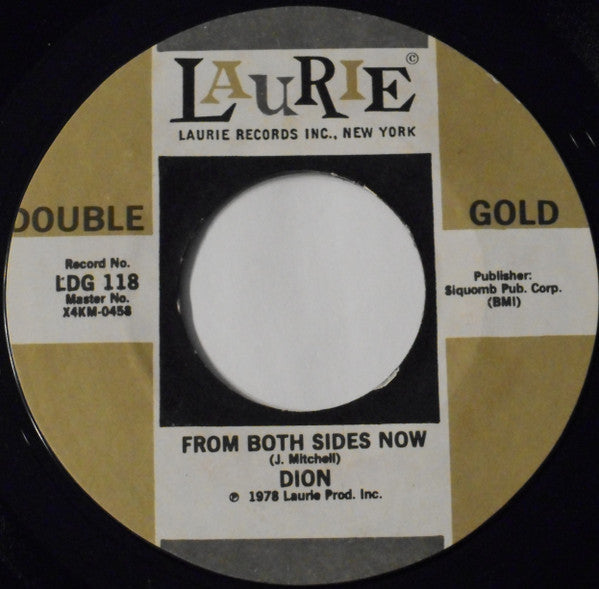 LAURIE ©
LAURIE RECORDS INC., NEW YORK
DOUBLE GOLD
Record No.
LDG 118
Master No.
X4KM-0458
Publisher:
Siquomb Pub. Corp.
(BMI)
FROM BOTH SIDES NOW
(J. Mitchell)
DION
℗ 1978 Laurie Prod. Inc.